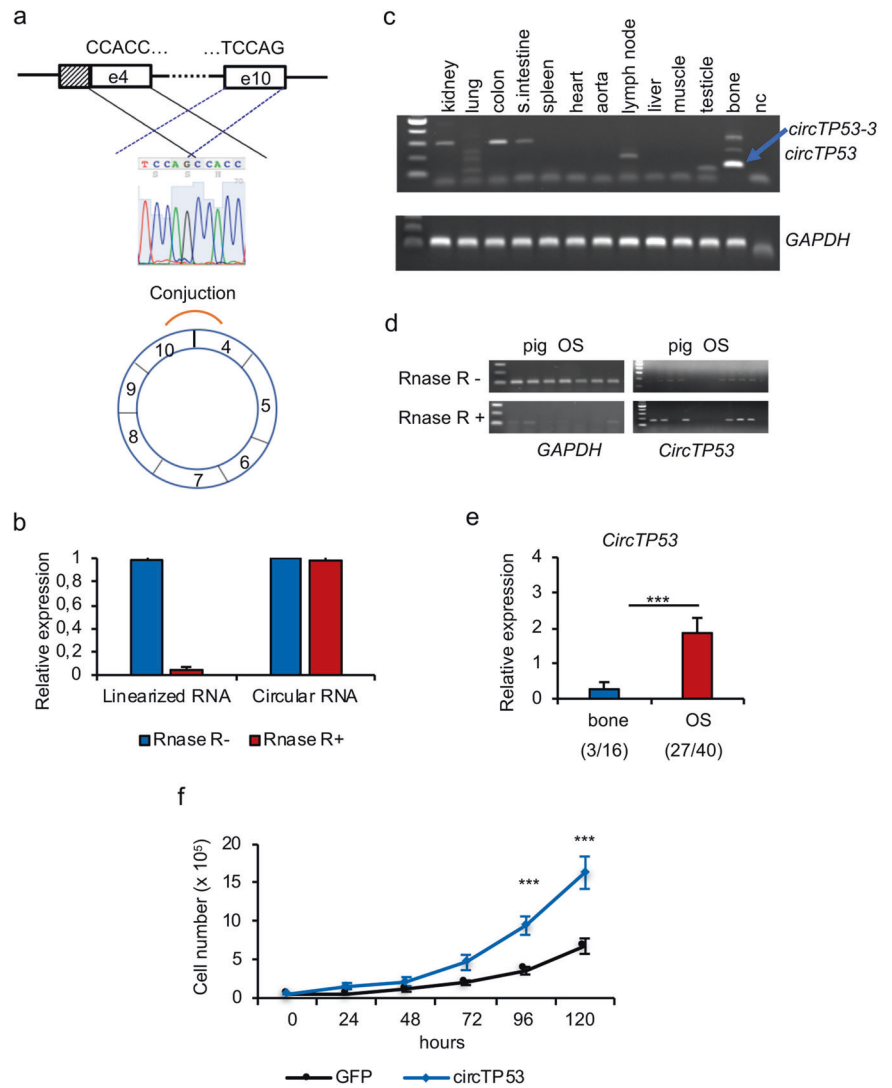 a
CCACC... ...TCCAG
e4 e10
TCCAGCCACC
S S N
70
Conjuction
10 4
9 5
8 6
7
b
Relative expression
1
0,8
0,6
0,4
0,2
0
Linearized RNA Circular RNA
Rnase R- Rnase R+
c
kidney
lung
colon
s.intestine
spleen
heart
aorta
lymph node
liver
muscle
testicle
bone
nc
circTP53-3
circTP53
GAPDH
d
pig OS pig OS
Rnase R -
Rnase R +
GAPDH CircTP53
e
CircTP53
Relative expression
4
3
2
1
0
***
bone OS
(3/16) (27/40)
f
Cell number (x 10⁵)
20
15
10
5
0
*** ***
0 24 48 72 96 120
hours
GFP circTP53